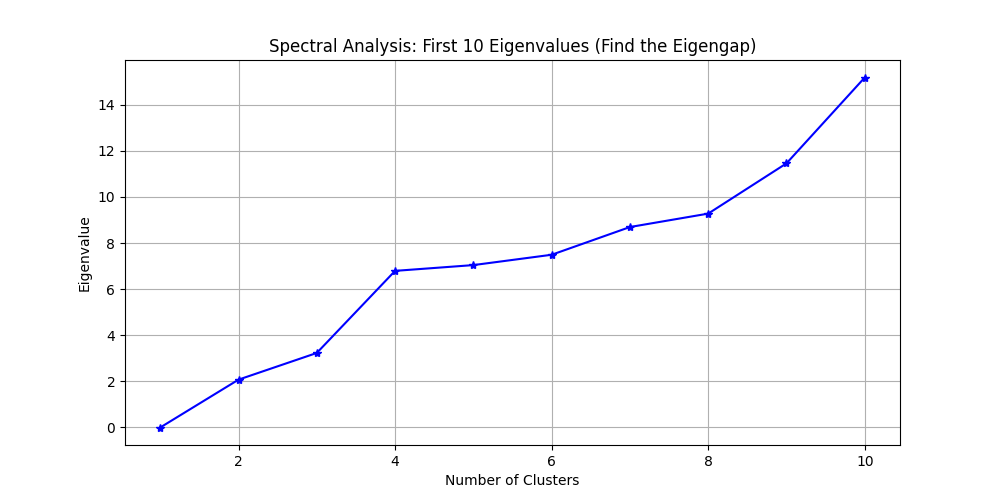 Spectral Analysis: First 10 Eigenvalues (Find the Eigengap)
14
12
10
8
6
4
2
0
Eigenvalue
2 4 6 8 10
Number of Clusters